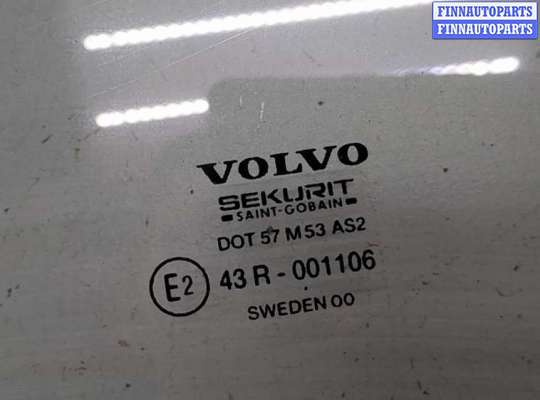 FINNAUTOPARTS
FINNAUTOPARTS
VOLVO
SEKURIT
SAINT-GOBAIN
DOT 57 M 53 AS2
E2 43 R - 001106
SWEDEN 00